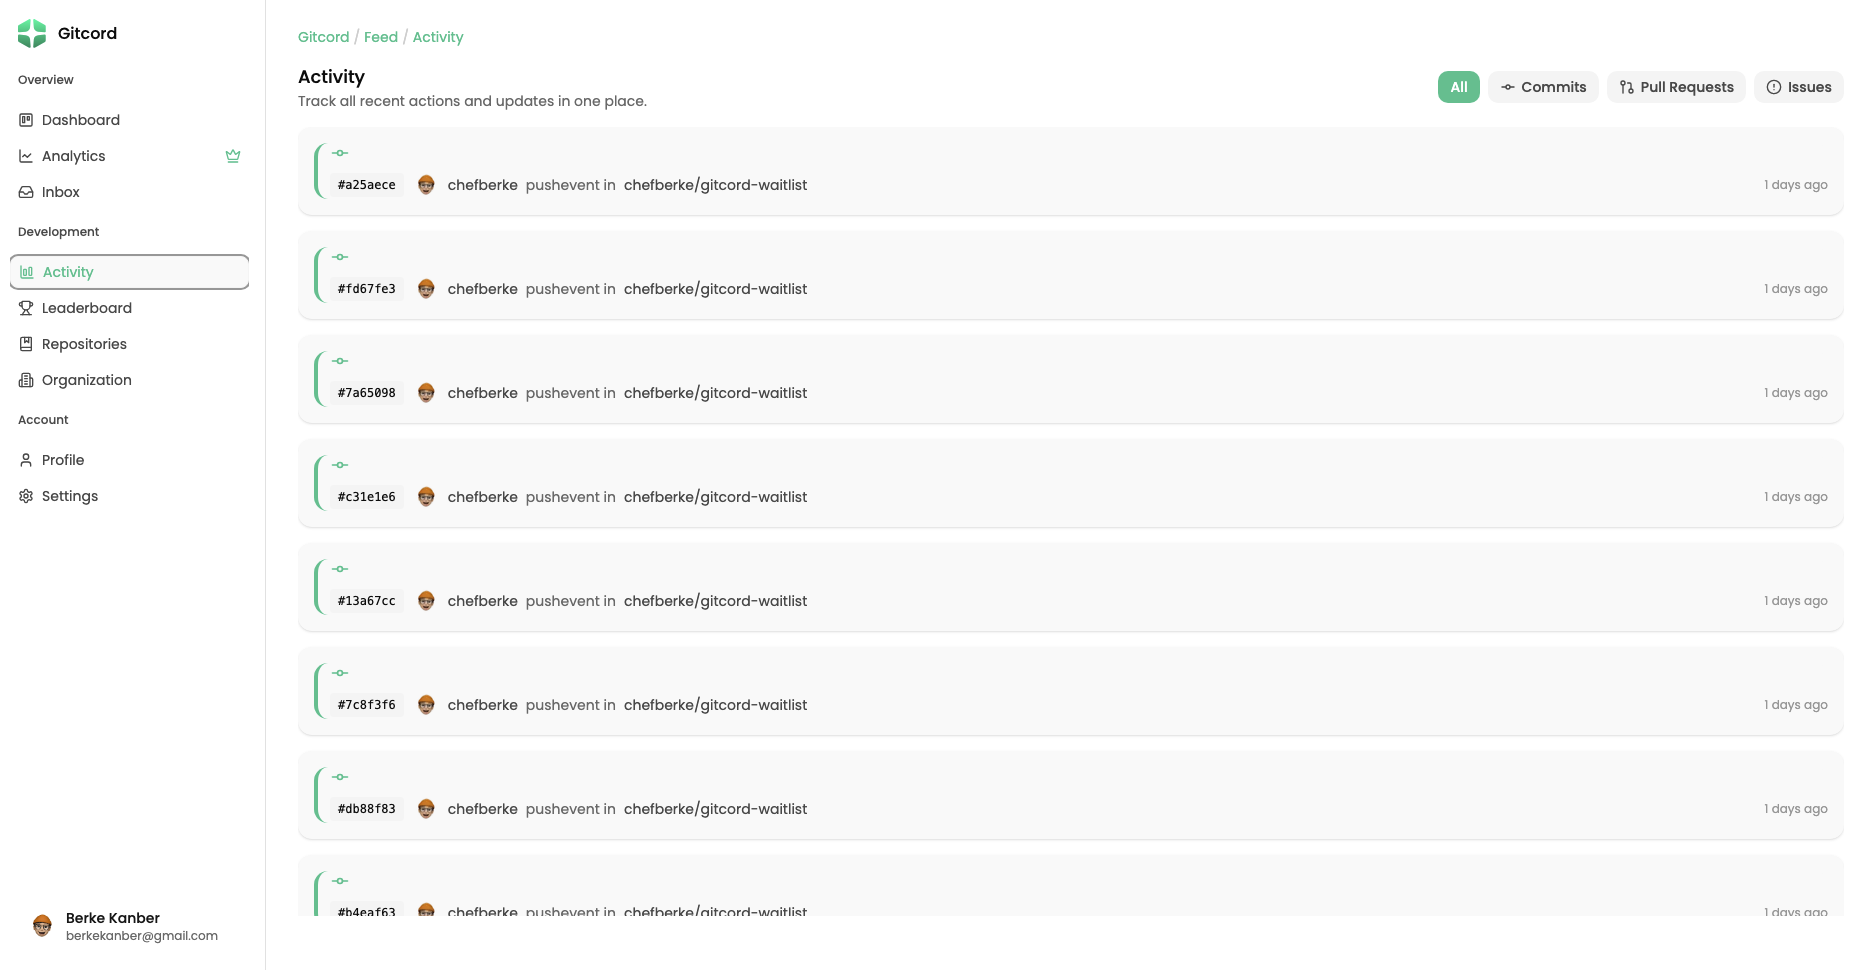 Gitcord
Overview
Dashboard
Analytics
Inbox
Development
Activity
Leaderboard
Repositories
Organization
Account
Profile
Settings
Berke Kanber
berkekanber@gmail.com
Gitcord / Feed / Activity
Activity
Track all recent actions and updates in one place.
All Commits Pull Requests Issues
#a25aece chefberke pushevent in chefberke/gitcord-waitlist 1 days ago
#fd67fe3 chefberke pushevent in chefberke/gitcord-waitlist 1 days ago
#7a65098 chefberke pushevent in chefberke/gitcord-waitlist 1 days ago
#c31e1e6 chefberke pushevent in chefberke/gitcord-waitlist 1 days ago
#13a67cc chefberke pushevent in chefberke/gitcord-waitlist 1 days ago
#7c8f3f6 chefberke pushevent in chefberke/gitcord-waitlist 1 days ago
#db88f83 chefberke pushevent in chefberke/gitcord-waitlist 1 days ago
#b4eaf63 chefberke pushevent in chefberke/gitcord-waitlist 1 days ago